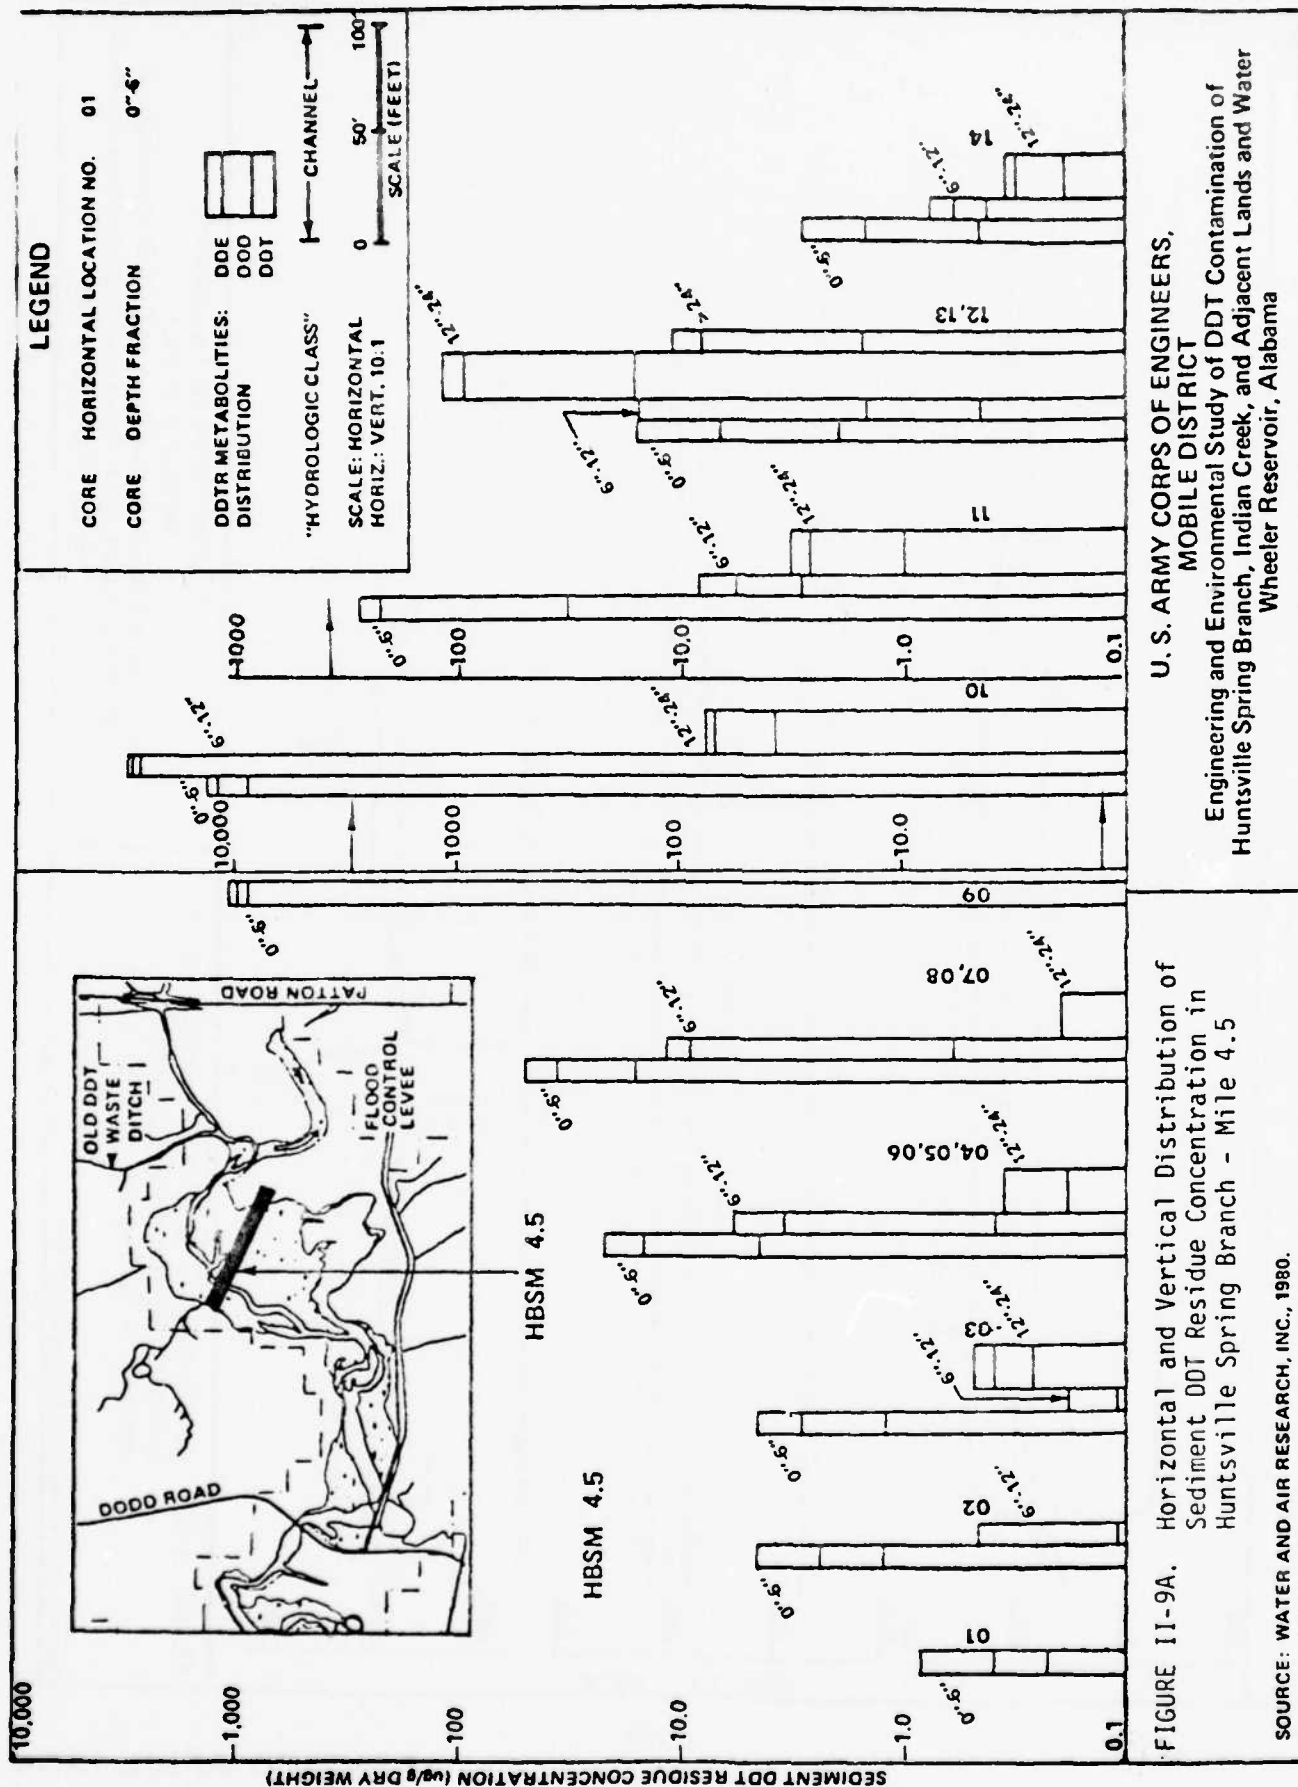 LEGEND
CORE HORIZONTAL LOCATION NO. 01
CORE DEPTH FRACTION 0"-6"
DDTR METABOLITIES:
DISTRIBUTION
DDE
DOD
DDT
"HYDROLOGIC CLASS"
CHANNEL
SCALE: HORIZONTAL
HORIZ.: VERT. 10:1
0 50' 100
SCALE (FEET)
SEDIMENT DDT RESIDUE CONCENTRATION (ug/g DRY WEIGHT)
10,000
1,000
100
10.0
1.0
0.1
DODD ROAD
OLD DDT
WASTE
DITCH
PATTON ROAD
FLOOD
CONTROL
LEVEE
HBSM 4.5
HBSM 4.5
0"-6"
01
0"-6"
02
6"-12"
0"-6"
6"-12"
03
12"-24"
0"-6"
6"-12"
04,05,06
12"-24"
0"-6"
6"-12"
07,08
12"-24"
0"-6"
09
10,000
1000
100
10.0
0"-6"
6"-12"
12"-24"
10
1000
100
10.0
1.0
0.1
0"-6"
6"-12"
12"-24"
11
6"-12"
0"-6"
12"-24"
>24"
12,13
0"-6"
6"-12"
12"-24"
14
FIGURE II-9A. Horizontal and Vertical Distribution of
Sediment DDT Residue Concentration in
Huntsville Spring Branch - Mile 4.5
SOURCE: WATER AND AIR RESEARCH, INC., 1980.
U. S. ARMY CORPS OF ENGINEERS,
MOBILE DISTRICT
Engineering and Environmental Study of DDT Contamination of
Huntsville Spring Branch, Indian Creek, and Adjacent Lands and Water
Wheeler Reservoir, Alabama